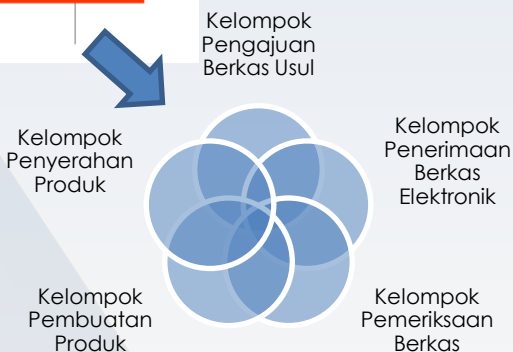 Kelompok
Pengajuan
Berkas Usul
Kelompok
Penerimaan
Berkas
Elektronik
Kelompok
Pemeriksaan
Berkas
Kelompok
Pembuatan
Produk
Kelompok
Penyerahan
Produk